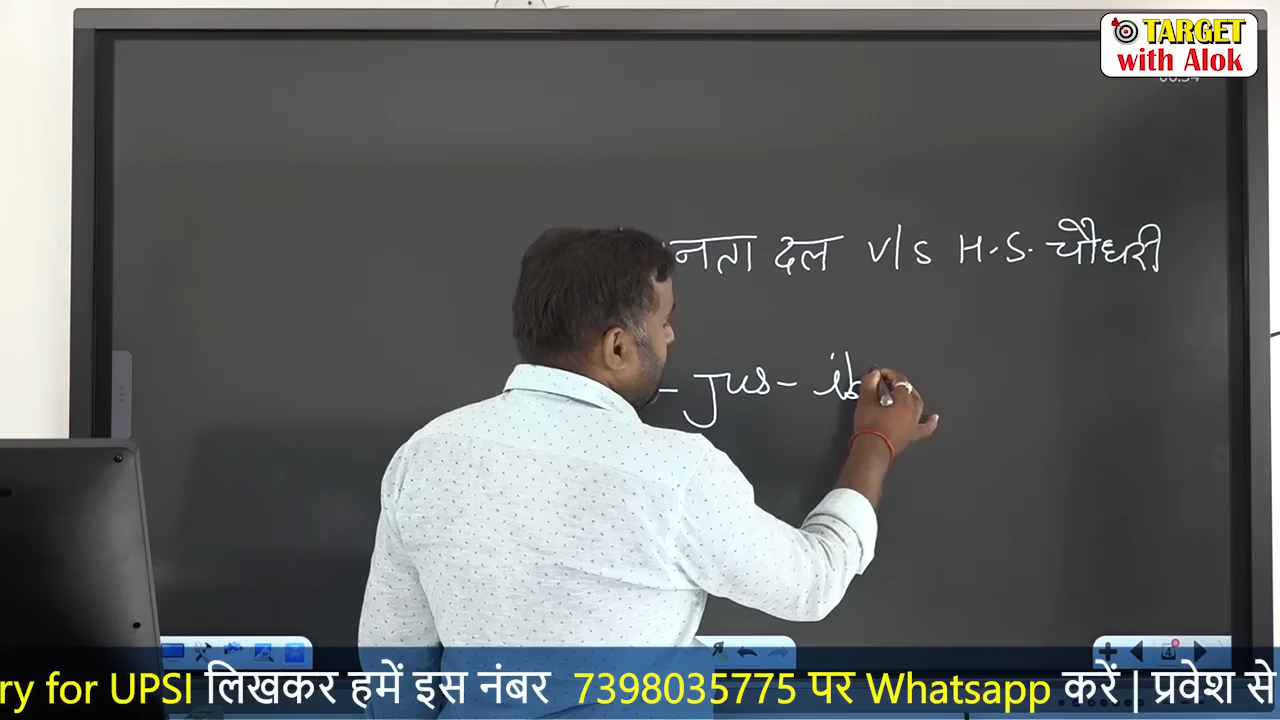 TARGET
with Alok
नता दल V/S H.S. चौधरी
- Jus -
ry for UPSI लिखकर हमें इस नंबर 7398035775 पर Whatsapp करें | प्रवेश से